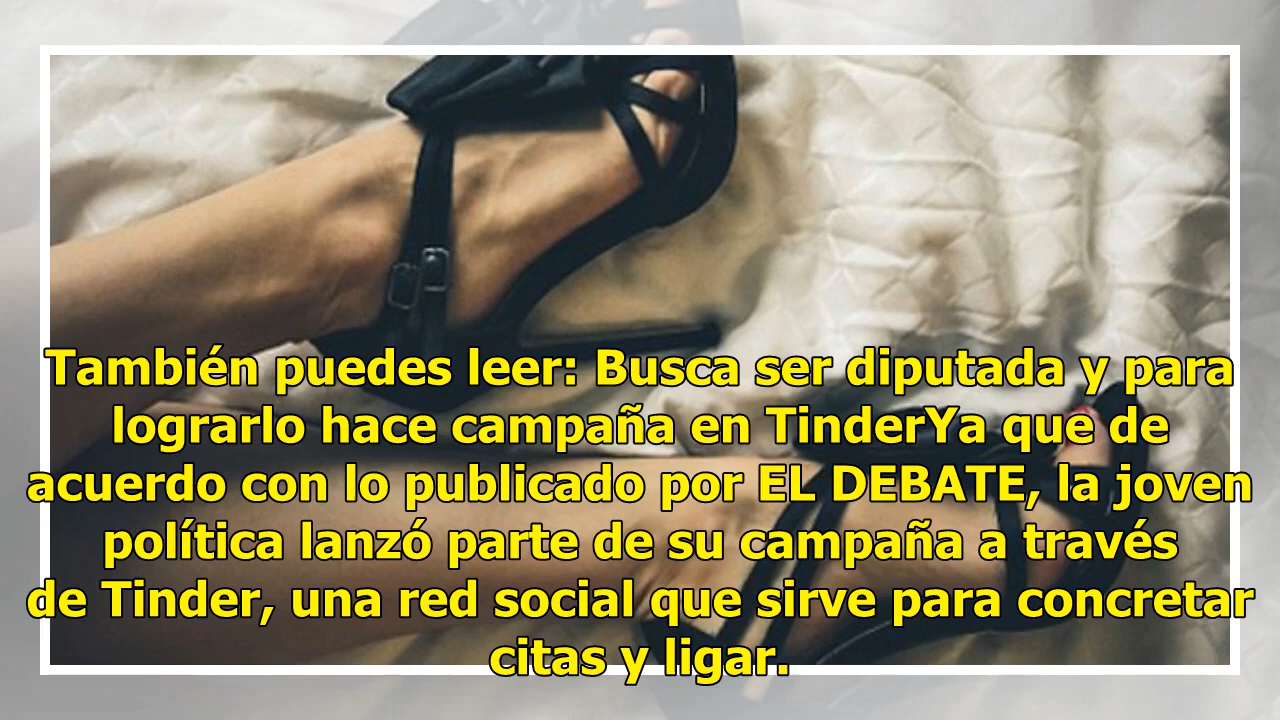 También puedes leer: Busca ser diputada y para
lograrlo hace campaña en TinderYa que de
acuerdo con lo publicado por EL DEBATE, la joven
política lanzó parte de su campaña a través
de Tinder, una red social que sirve para concretar
citas y ligar.